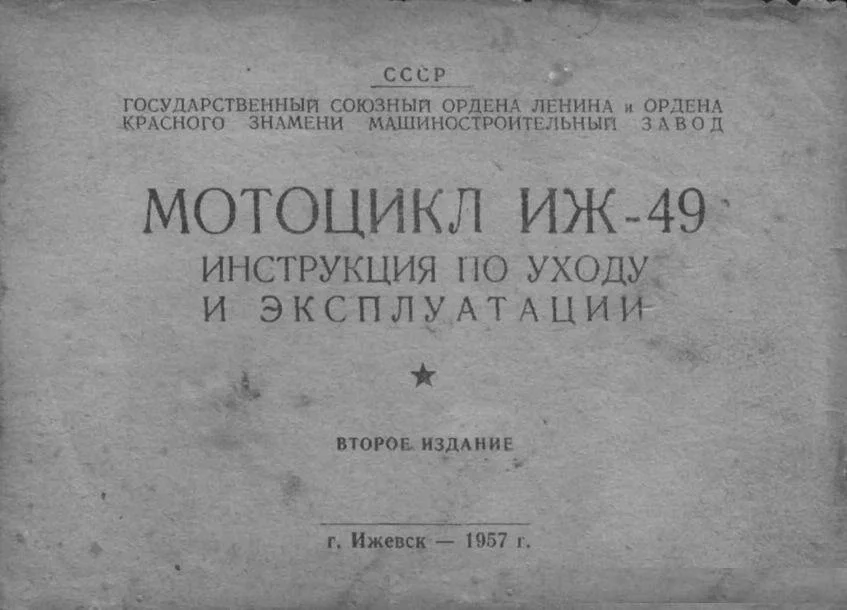 СССР
ГОСУДАРСТВЕННЫЙ СОЮЗНЫЙ ОРДЕНА ЛЕНИНА и ОРДЕНА
КРАСНОГО ЗНАМЕНИ МАШИНОСТРОИТЕЛЬНЫЙ ЗАВОД
МОТОЦИКЛ ИЖ-49
ИНСТРУКЦИЯ ПО УХОДУ
И ЭКСПЛУАТАЦИИ
ВТОРОЕ ИЗДАНИЕ
г. Ижевск — 1957 г.